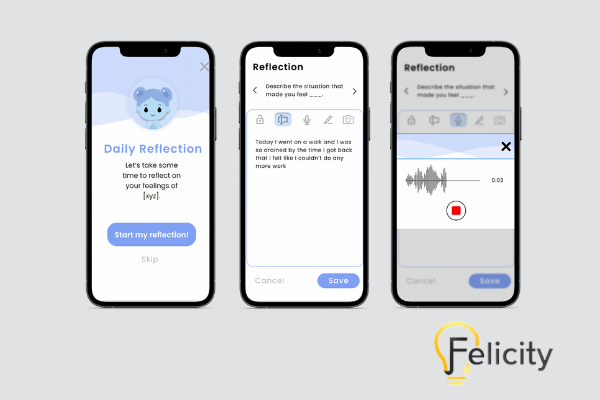 Daily Reflection
Let's take some
time to reflect on
your feelings of
[xyz].
Start my reflection!
Skip
Reflection
Describe the situation that
made you feel ___.
Today I went on a walk and I was
so drained by the time I got back
that I felt like I couldn't do any
more work
Cancel
Save
Reflection
Describe the situation that
made you feel ___.
0:03
Cancel
Save
Felicity